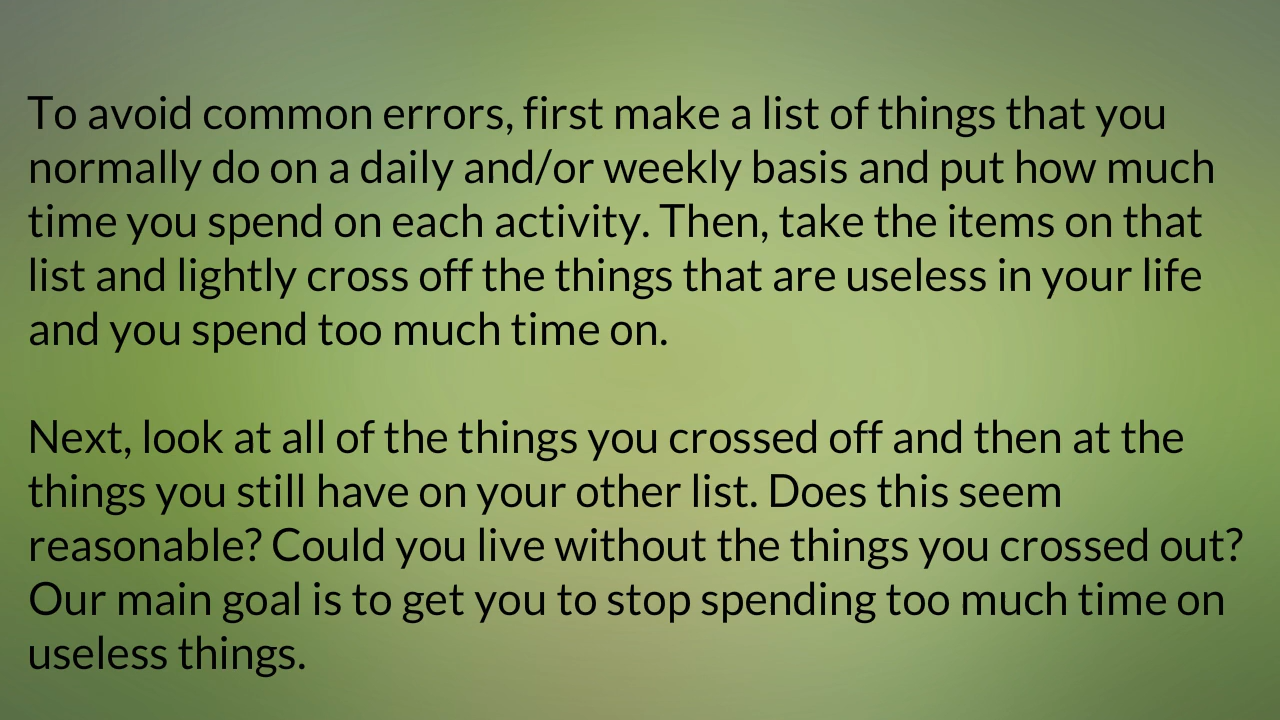 To avoid common errors, first make a list of things that you
normally do on a daily and/or weekly basis and put how much
time you spend on each activity. Then, take the items on that
list and lightly cross off the things that are useless in your life
and you spend too much time on.
Next, look at all of the things you crossed off and then at the
things you still have on your other list. Does this seem
reasonable? Could you live without the things you crossed out?
Our main goal is to get you to stop spending too much time on
useless things.